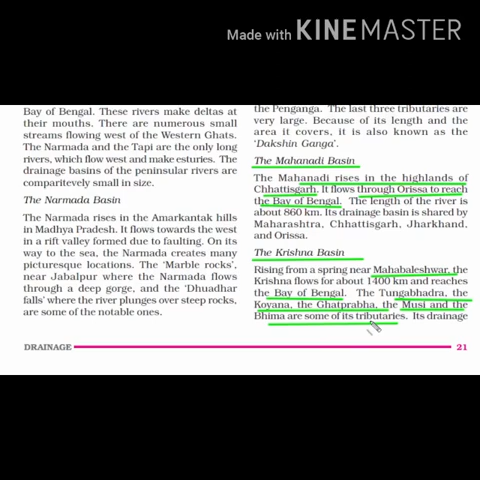 Made with KINEMASTER
Bay of Bengal. These rivers make deltas at
their mouths. There are numerous small
streams flowing west of the Western Ghats.
The Narmada and the Tapi are the only long
rivers, which flow west and make esturies. The
drainage basins of the peninsular rivers are
comparitevely small in size.
The Narmada Basin
The Narmada rises in the Amarkantak hills
in Madhya Pradesh. It flows towards the west
in a rift valley formed due to faulting. On its
way to the sea, the Narmada creates many
picturesque locations. The ‘Marble rocks’,
near Jabalpur where the Narmada flows
through a deep gorge, and the ‘Dhuadhar
falls’ where the river plunges over steep rocks,
are some of the notable ones.
the Penganga. The last three tributaries are
very large. Because of its length and the
area it covers, it is also known as the
‘Dakshin Ganga’.
The Mahanadi Basin
The Mahanadi rises in the highlands of
Chhattisgarh. It flows through Orissa to reach
the Bay of Bengal. The length of the river is
about 860 km. Its drainage basin is shared by
Maharashtra, Chhattisgarh, Jharkhand,
and Orissa.
The Krishna Basin
Rising from a spring near Mahabaleshwar, the
Krishna flows for about 1400 km and reaches
the Bay of Bengal. The Tungabhadra, the
Koyana, the Ghatprabha, the Musi and the
Bhima are some of its tributaries. Its drainage
DRAINAGE
21